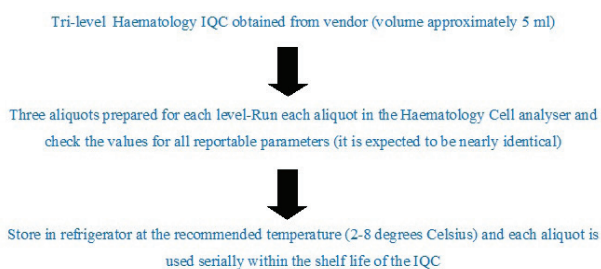 Tri-level Haematology IQC obtained from vendor (volume approximately 5 ml)
Three aliquots prepared for each level-Run each aliquot in the Haematology Cell analyser and
check the values for all reportable parameters (it is expected to be nearly identical)
Store in refrigerator at the recommended temperature (2-8 degrees Celsius) and each aliquot is
used serially within the shelf life of the IQC